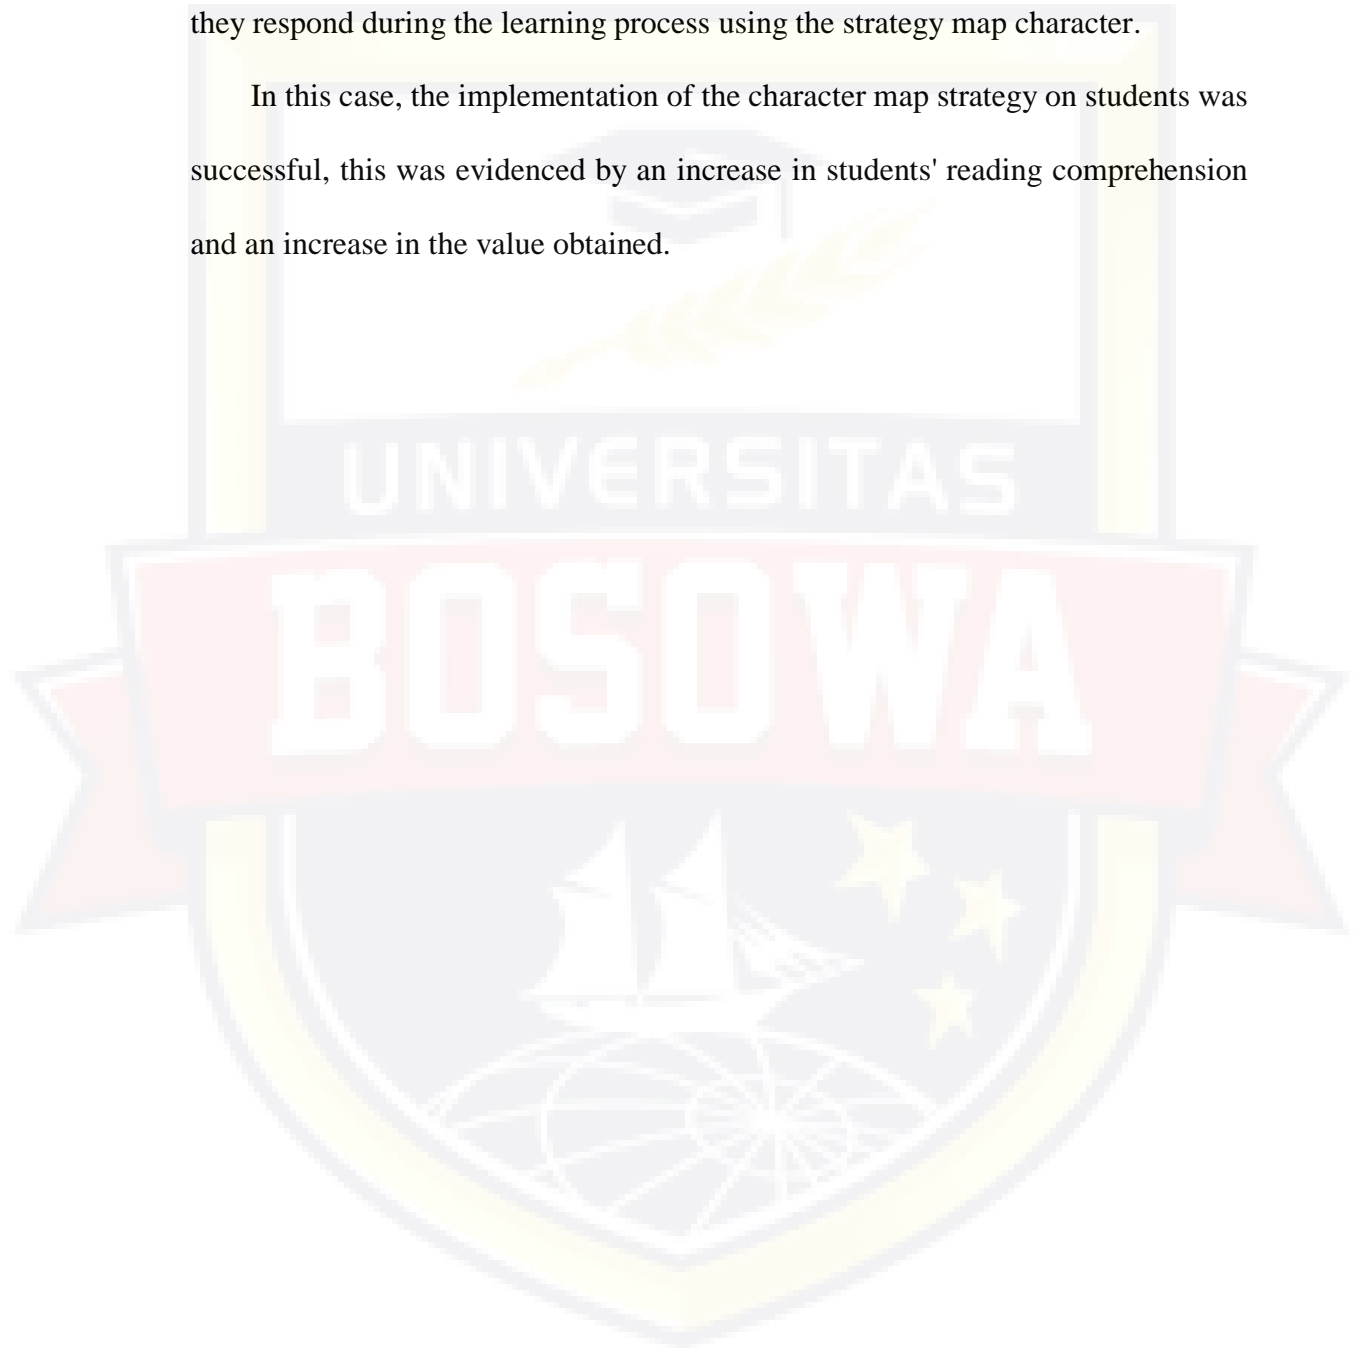 they respond during the learning process using the strategy map character.
In this case, the implementation of the character map strategy on students was
successful, this was evidenced by an increase in students' reading comprehension
and an increase in the value obtained.
UNIVERSITAS
BOSOWA